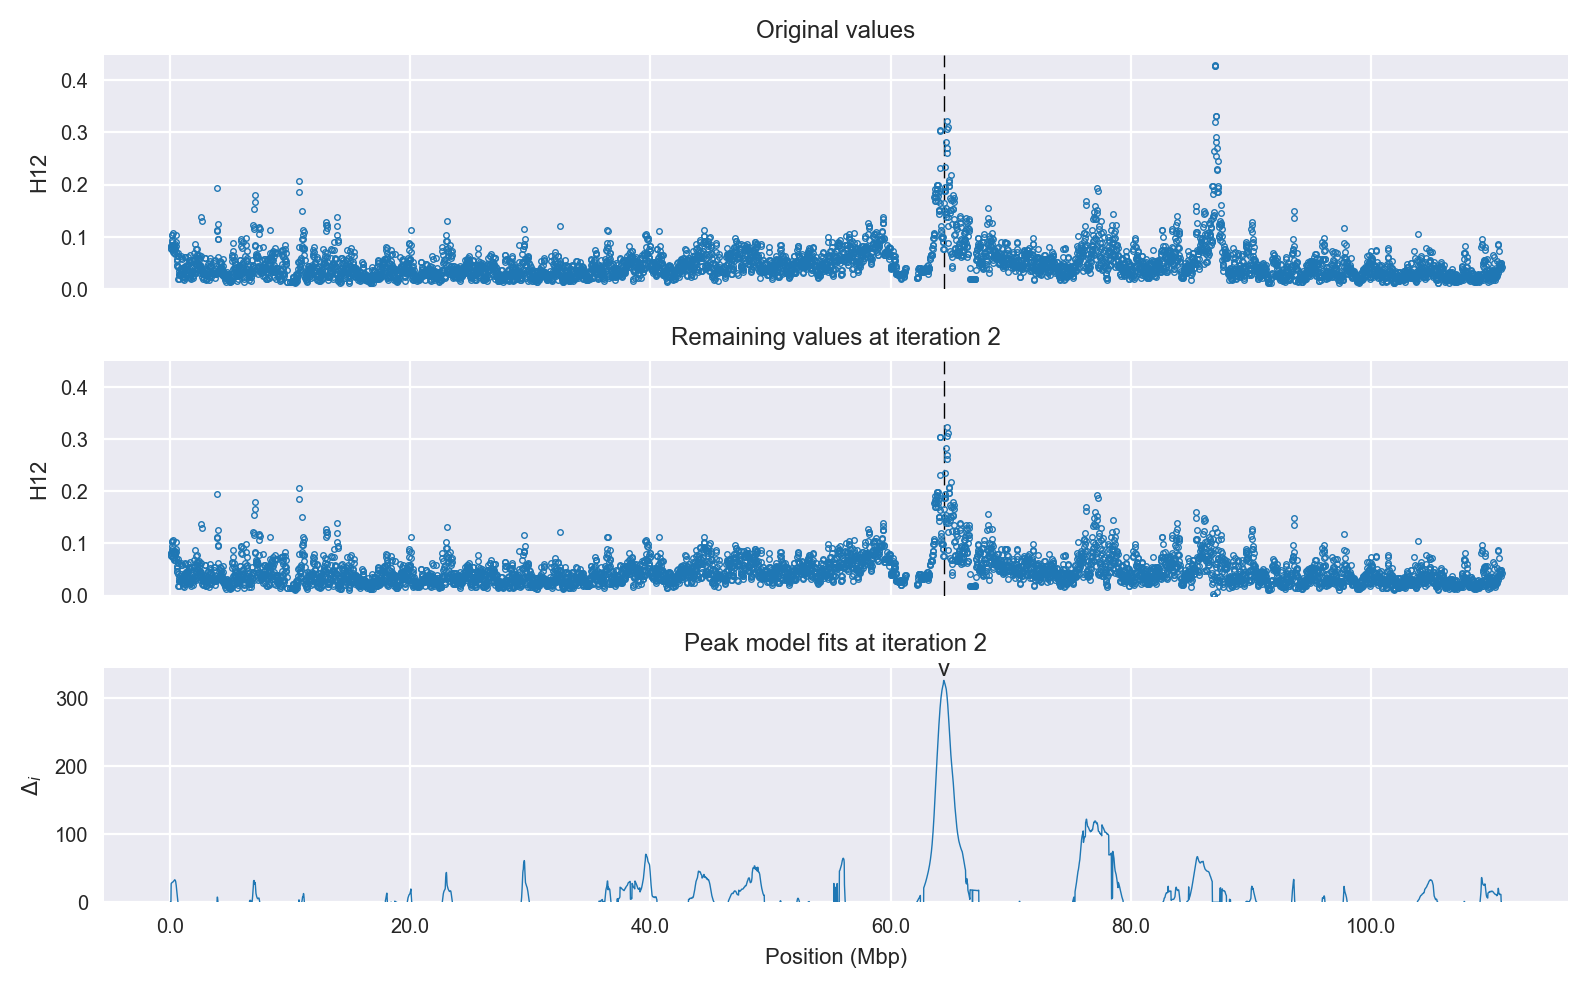 Original values
0.4
0.3
0.2
0.1
0.0
H12
Remaining values at iteration 2
0.4
0.3
0.2
0.1
0.0
H12
Peak model fits at iteration 2
v
300
200
100
0
Δi
0.0 20.0 40.0 60.0 80.0 100.0
Position (Mbp)